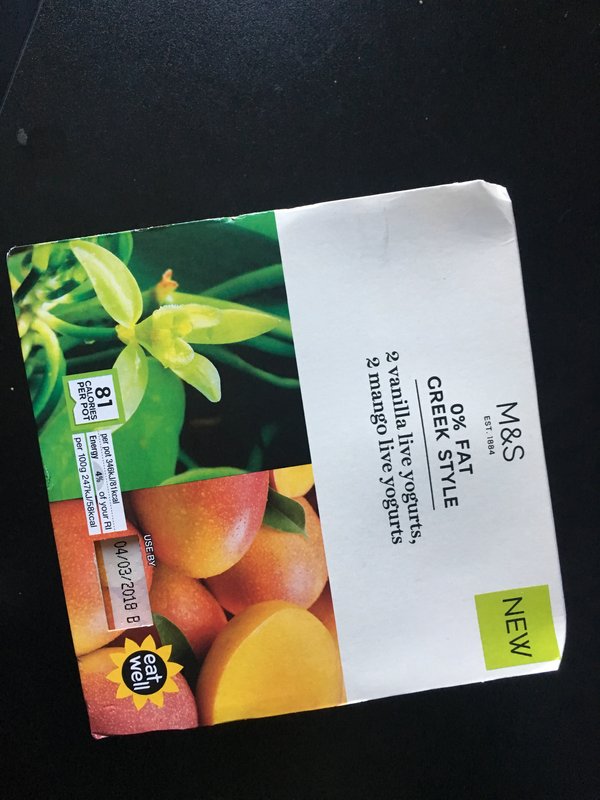 M&S
EST. 1884
0% FAT
GREEK STYLE
2 vanilla live yogurts,
2 mango live yogurts
NEW
81
CALORIES
PER POT
per pot 346kJ/81kcal
Energy 4% of your RI
per 100g 247kJ/58kcal
USE BY
04/03/2018 B
eat
well